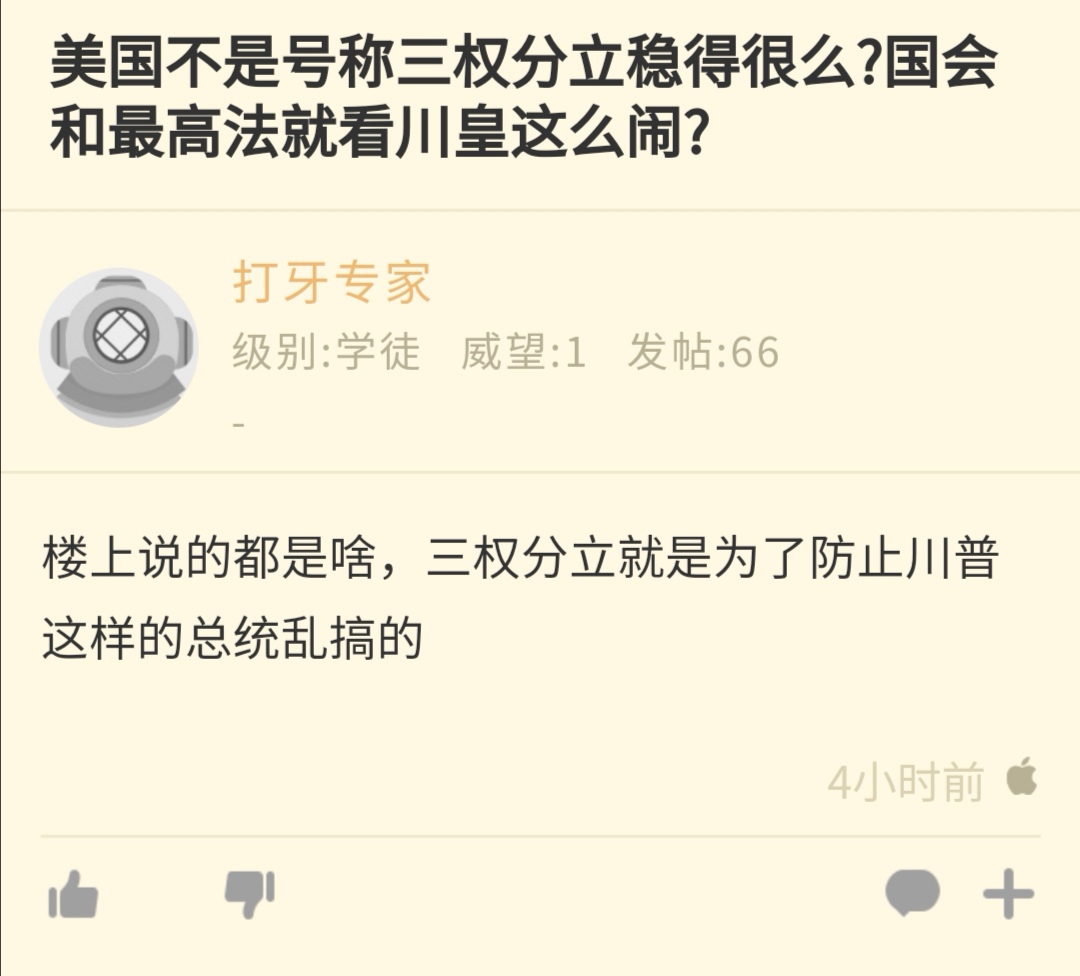 美国不是号称三权分立稳得很么?国会
和最高法就看川皇这么闹?
打牙专家
级别:学徒 威望:1 发帖:66
-
楼上说的都是啥，三权分立就是为了防止川普
这样的总统乱搞的
4小时前